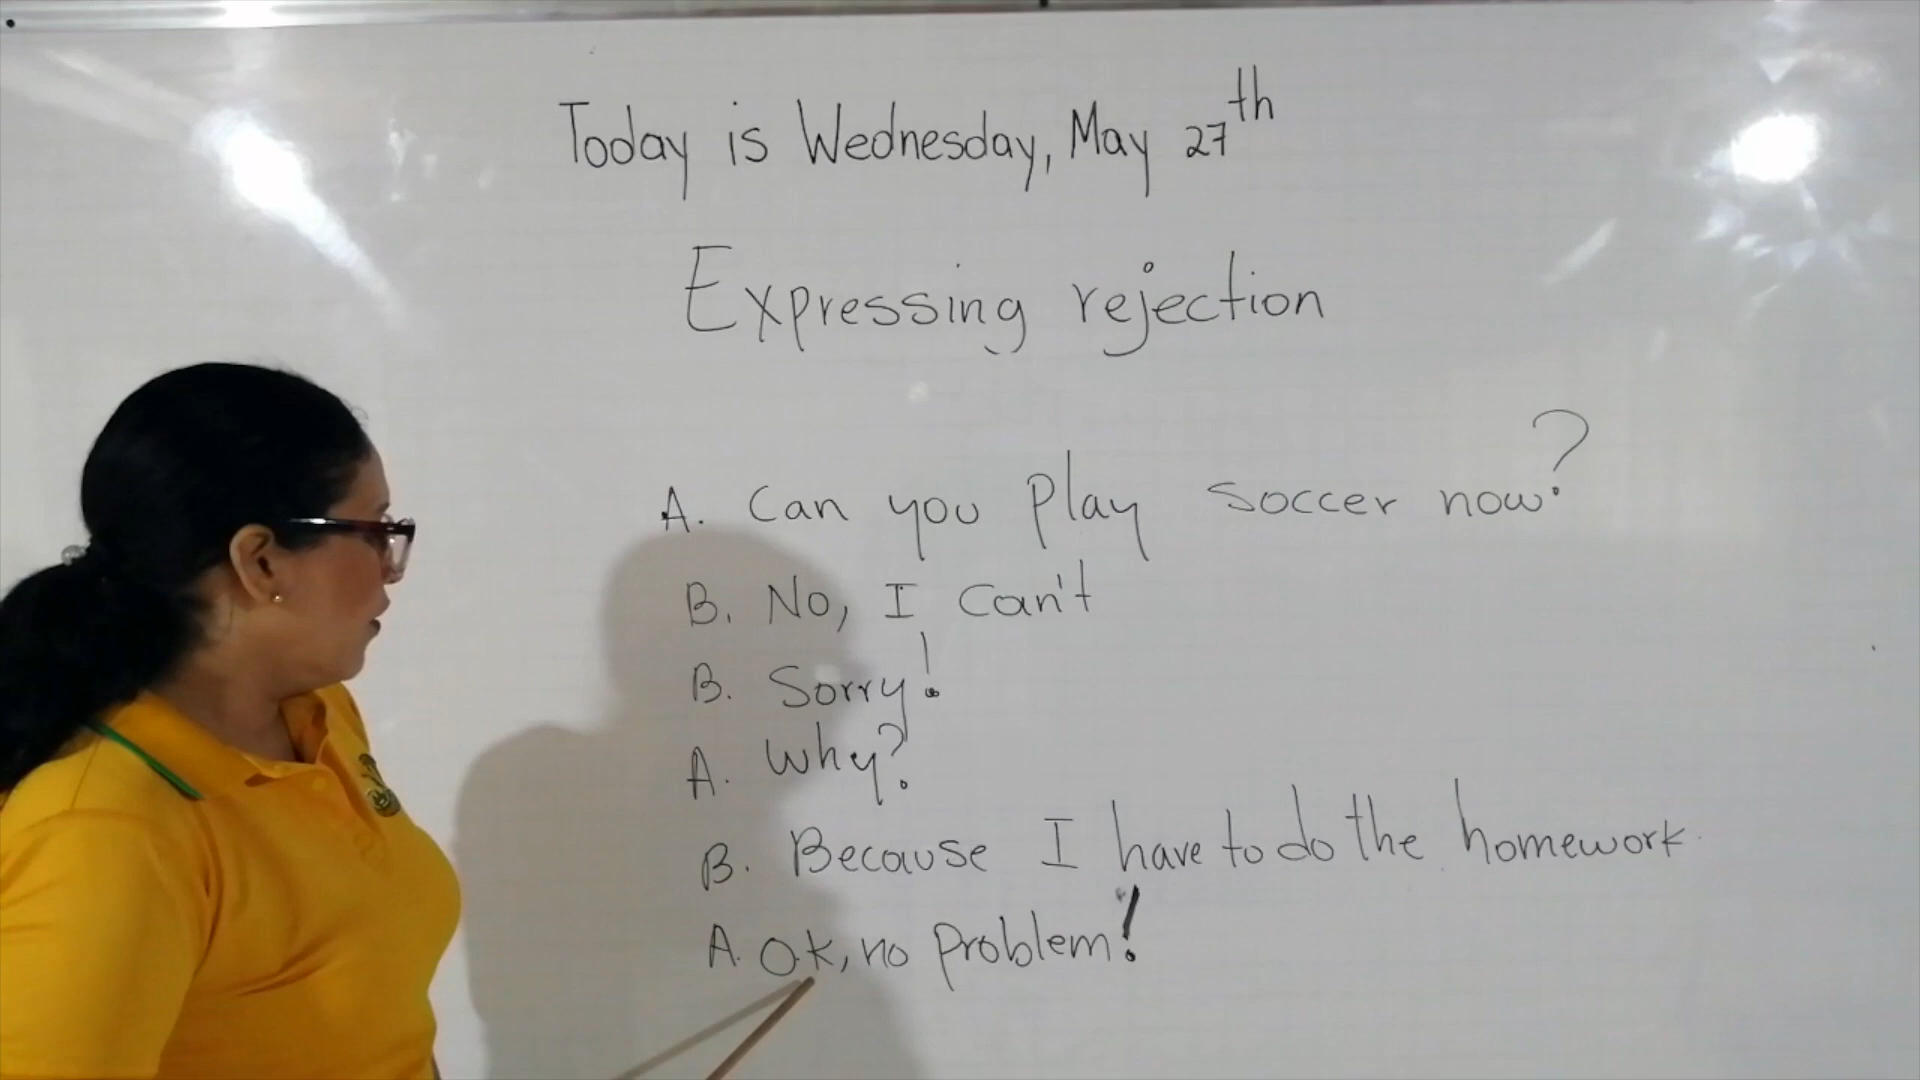 Today is Wednesday, May 27th
Expressing rejection
A. Can you play soccer now?
B. No, I can't
B. Sorry!
A. Why?
B. Because I have to do the homework.
A. Ok, no problem!